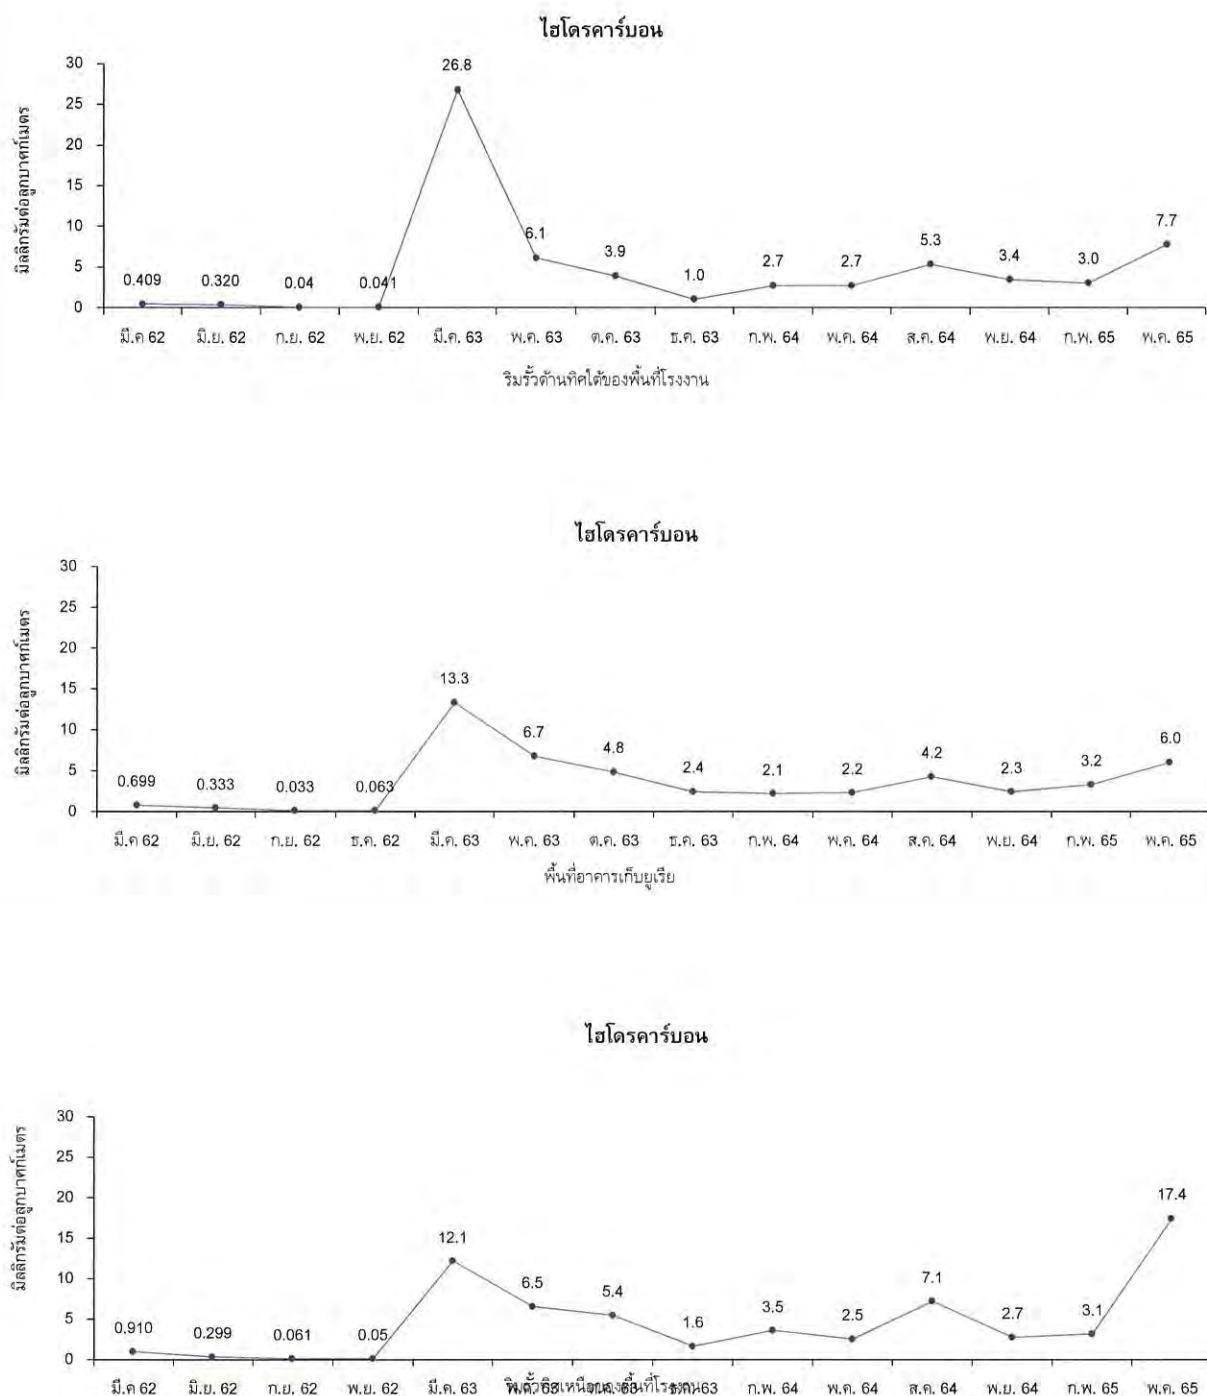 ไฮโดรคาร์บอน
มิลลิกรัมต่อลูกบาศก์เมตร
30
25
20
15
10
5
0
0.409 0.320 0.04 0.041 26.8 6.1 3.9 1.0 2.7 2.7 5.3 3.4 3.0 7.7
มี.ค 62 มิ.ย. 62 ก.ย. 62 พ.ย. 62 มี.ค. 63 พ.ค. 63 ต.ค. 63 ธ.ค. 63 ก.พ. 64 พ.ค. 64 ส.ค. 64 พ.ย. 64 ก.พ. 65 พ.ค. 65
ริมรั้วด้านทิศใต้ของพื้นที่โรงงาน
ไฮโดรคาร์บอน
มิลลิกรัมต่อลูกบาศก์เมตร
30
25
20
15
10
5
0
0.699 0.333 0.033 0.063 13.3 6.7 4.8 2.4 2.1 2.2 4.2 2.3 3.2 6.0
มี.ค 62 มิ.ย. 62 ก.ย. 62 ธ.ค. 62 มี.ค. 63 พ.ค. 63 ต.ค. 63 ธ.ค. 63 ก.พ. 64 พ.ค. 64 ส.ค. 64 พ.ย. 64 ก.พ. 65 พ.ค. 65
พื้นที่อาคารเก็บยูเรีย
ไฮโดรคาร์บอน
มิลลิกรัมต่อลูกบาศก์เมตร
30
25
20
15
10
5
0
0.910 0.299 0.061 0.05 12.1 6.5 5.4 1.6 3.5 2.5 7.1 2.7 3.1 17.4
มี.ค 62 มิ.ย. 62 ก.ย. 62 พ.ย. 62 มี.ค. 63 ก.พ. 64 พ.ค. 64 ส.ค. 64 พ.ย. 64 ก.พ. 65 พ.ค. 65